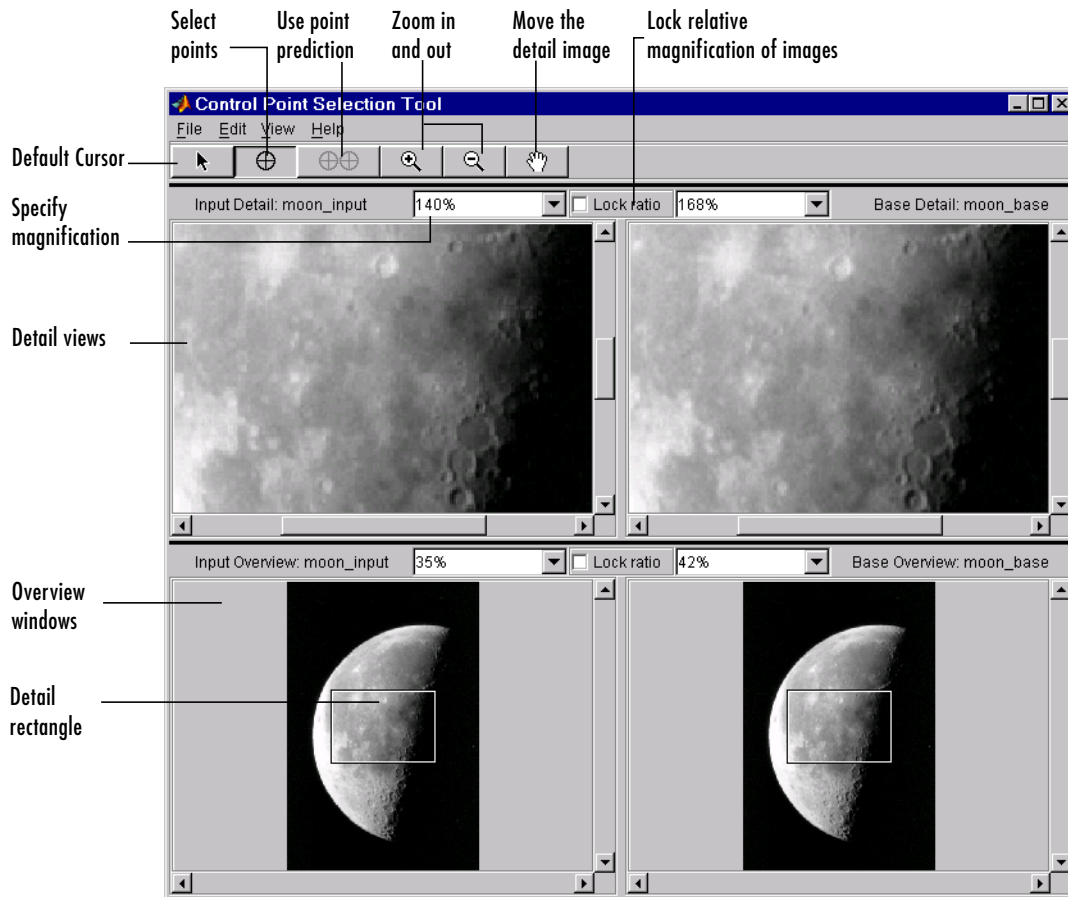 Select points
Use point prediction
Zoom in and out
Move the detail image
Lock relative magnification of images
Control Point Selection Tool
File Edit View Help
Default Cursor
Specify magnification
Input Detail: moon_input 140% Lock ratio 168% Base Detail: moon_base
Detail views
Input Overview: moon_input 35% Lock ratio 42% Base Overview: moon_base
Overview windows
Detail rectangle